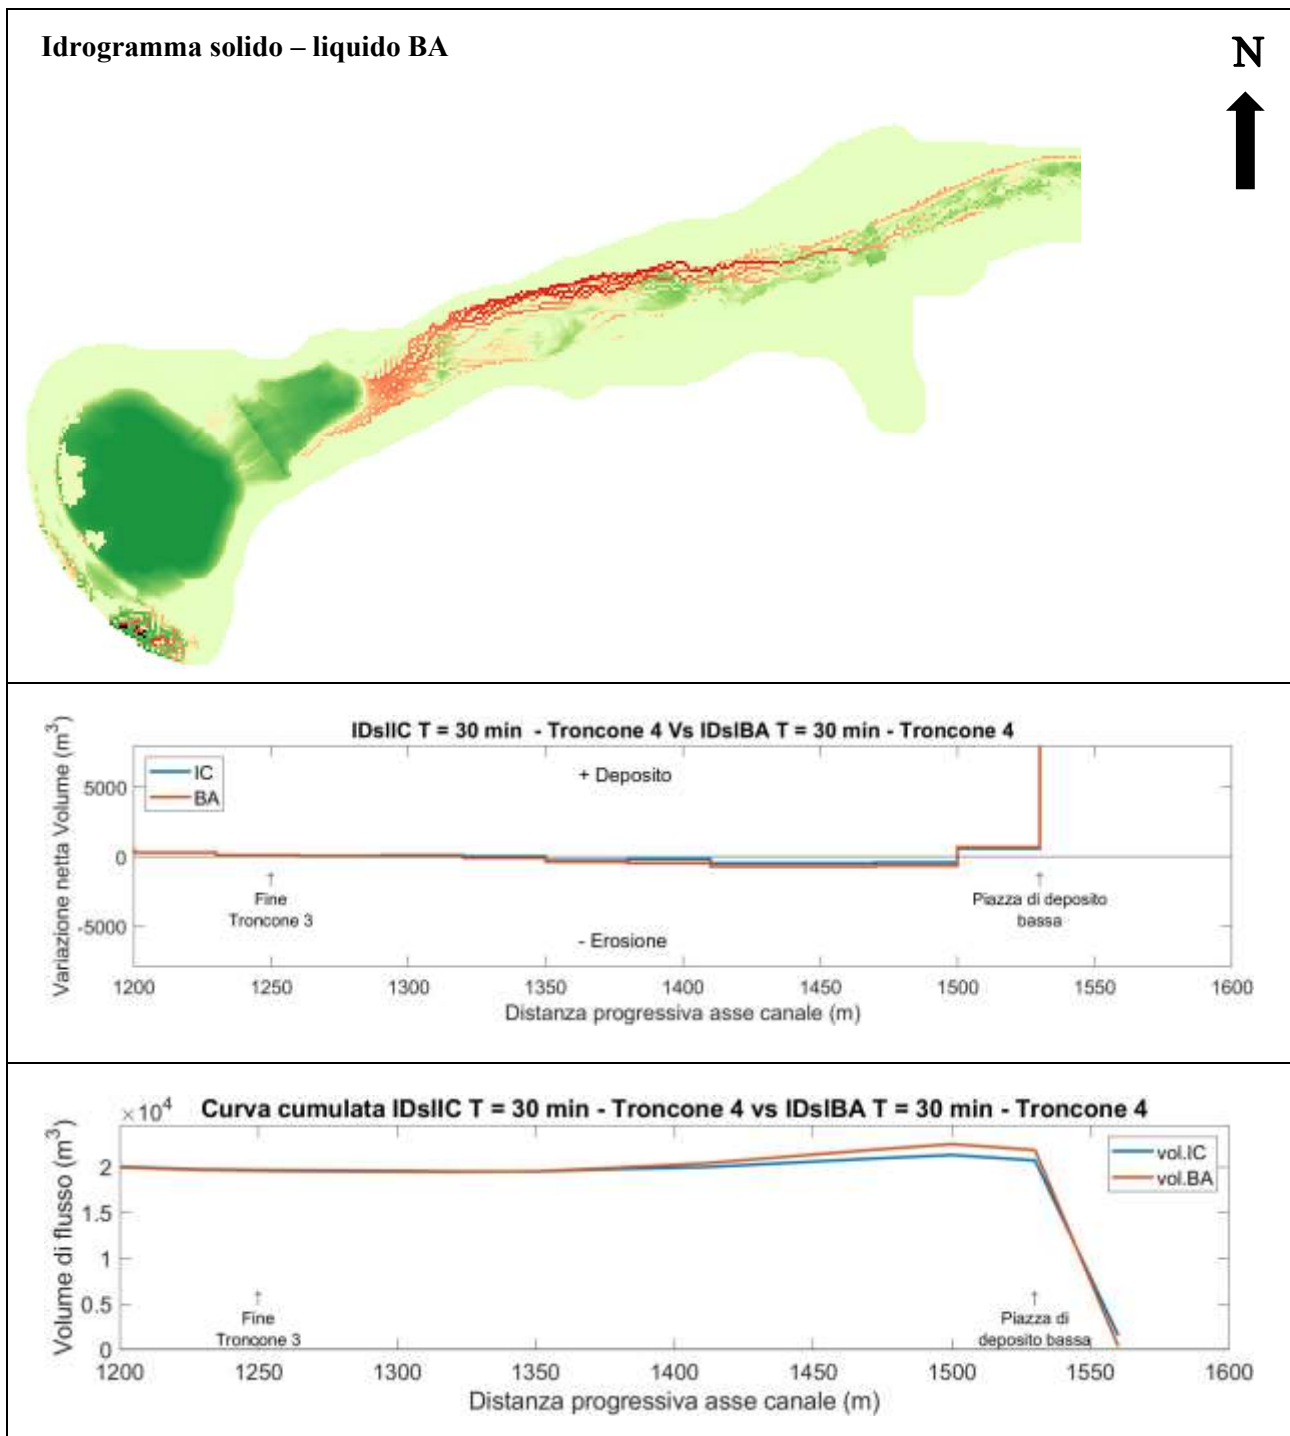 Idrogramma solido – liquido BA
N
IDsIIC T = 30 min - Troncone 4 Vs IDsIBA T = 30 min - Troncone 4
Variazione netta Volume (m³)
IC
BA
+ Deposito
5000
0
-5000
↑
Fine
Troncone 3
↑
Piazza di deposito
bassa
- Erosione
1200 1250 1300 1350 1400 1450 1500 1550 1600
Distanza progressiva asse canale (m)
×10⁴
Curva cumulata IDsIIC T = 30 min - Troncone 4 vs IDsIBA T = 30 min - Troncone 4
Volume di flusso (m³)
vol.IC
vol.BA
2
1.5
1
0.5
0
↑
Fine
Troncone 3
↑
Piazza di
deposito bassa
1200 1250 1300 1350 1400 1450 1500 1550 1600
Distanza progressiva asse canale (m)